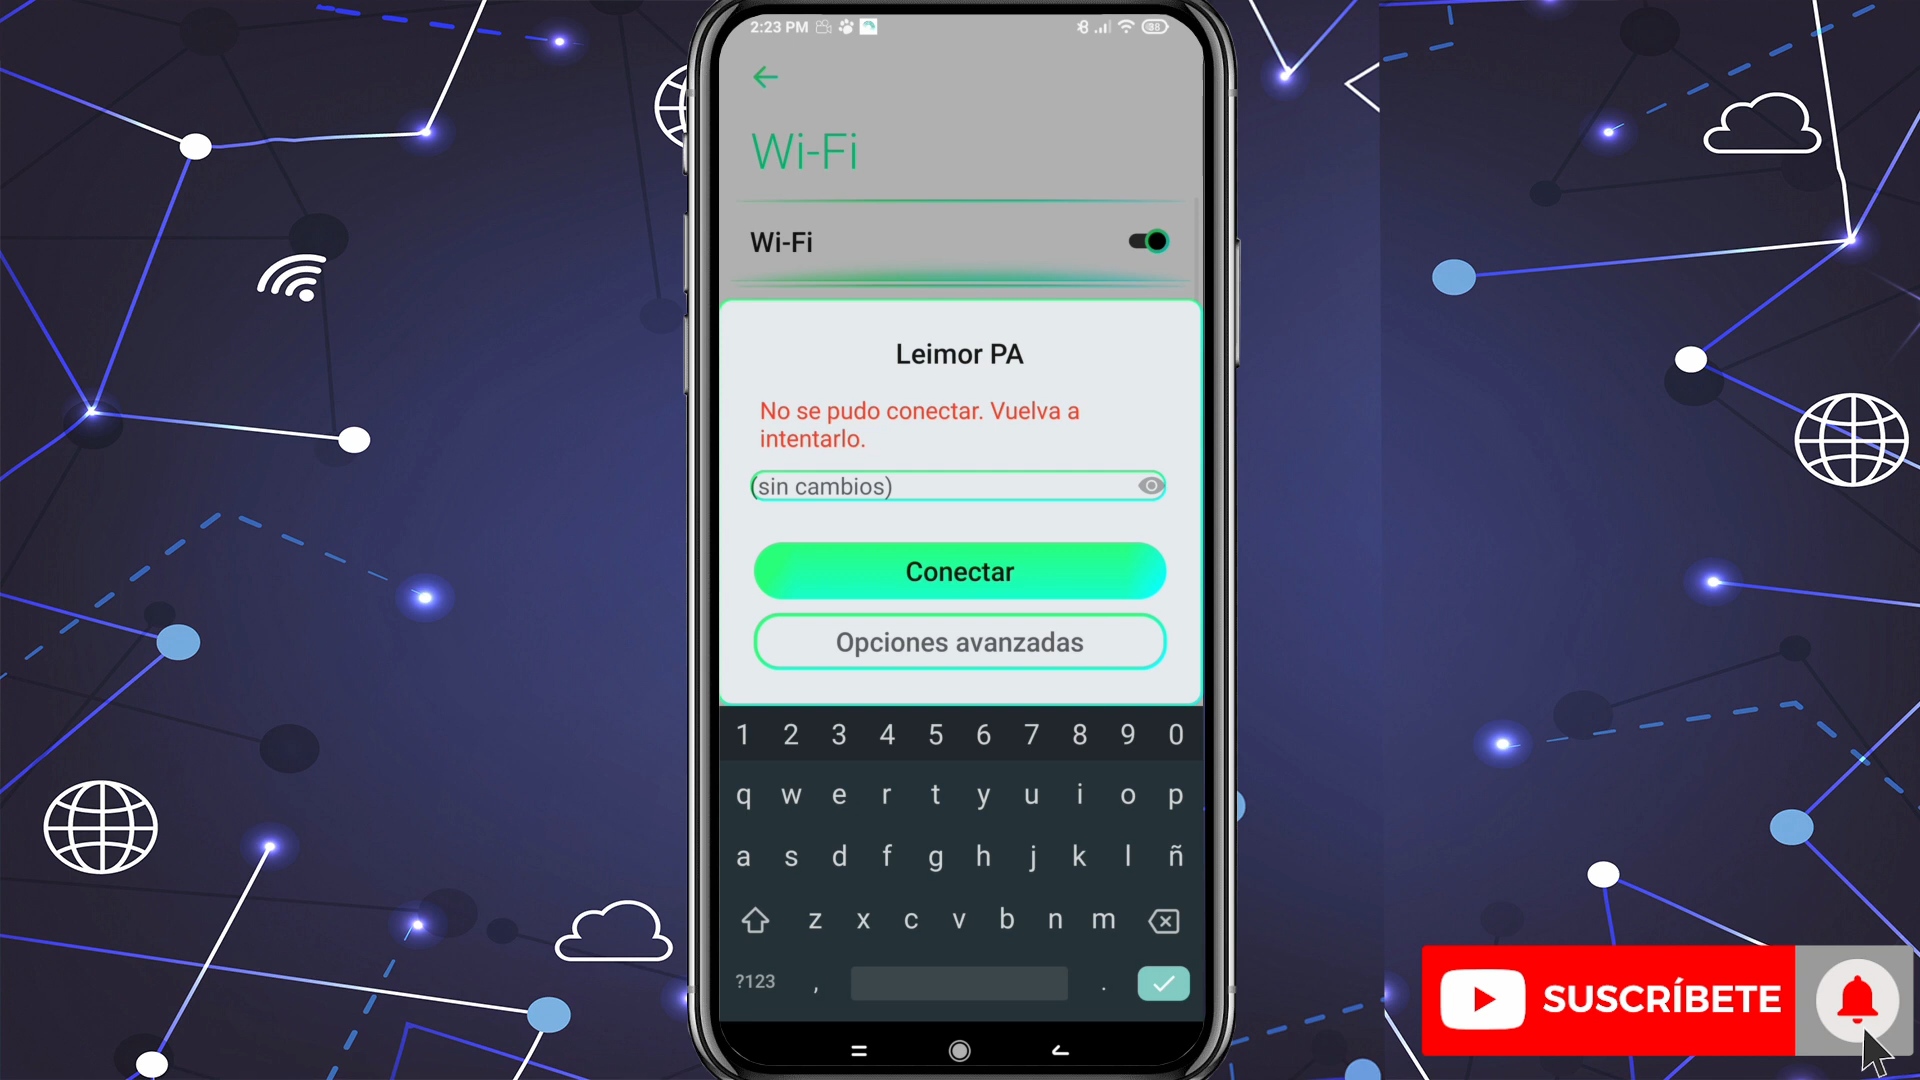 2:23 PM
38
Wi-Fi
Wi-Fi
Leimor PA
No se pudo conectar. Vuelva a
intentarlo.
(sin cambios)
Conectar
Opciones avanzadas
1 2 3 4 5 6 7 8 9 0
q w e r t y u i o p
a s d f g h j k l ñ
z x c v b n m
?123 , .
SUSCRÍBETE